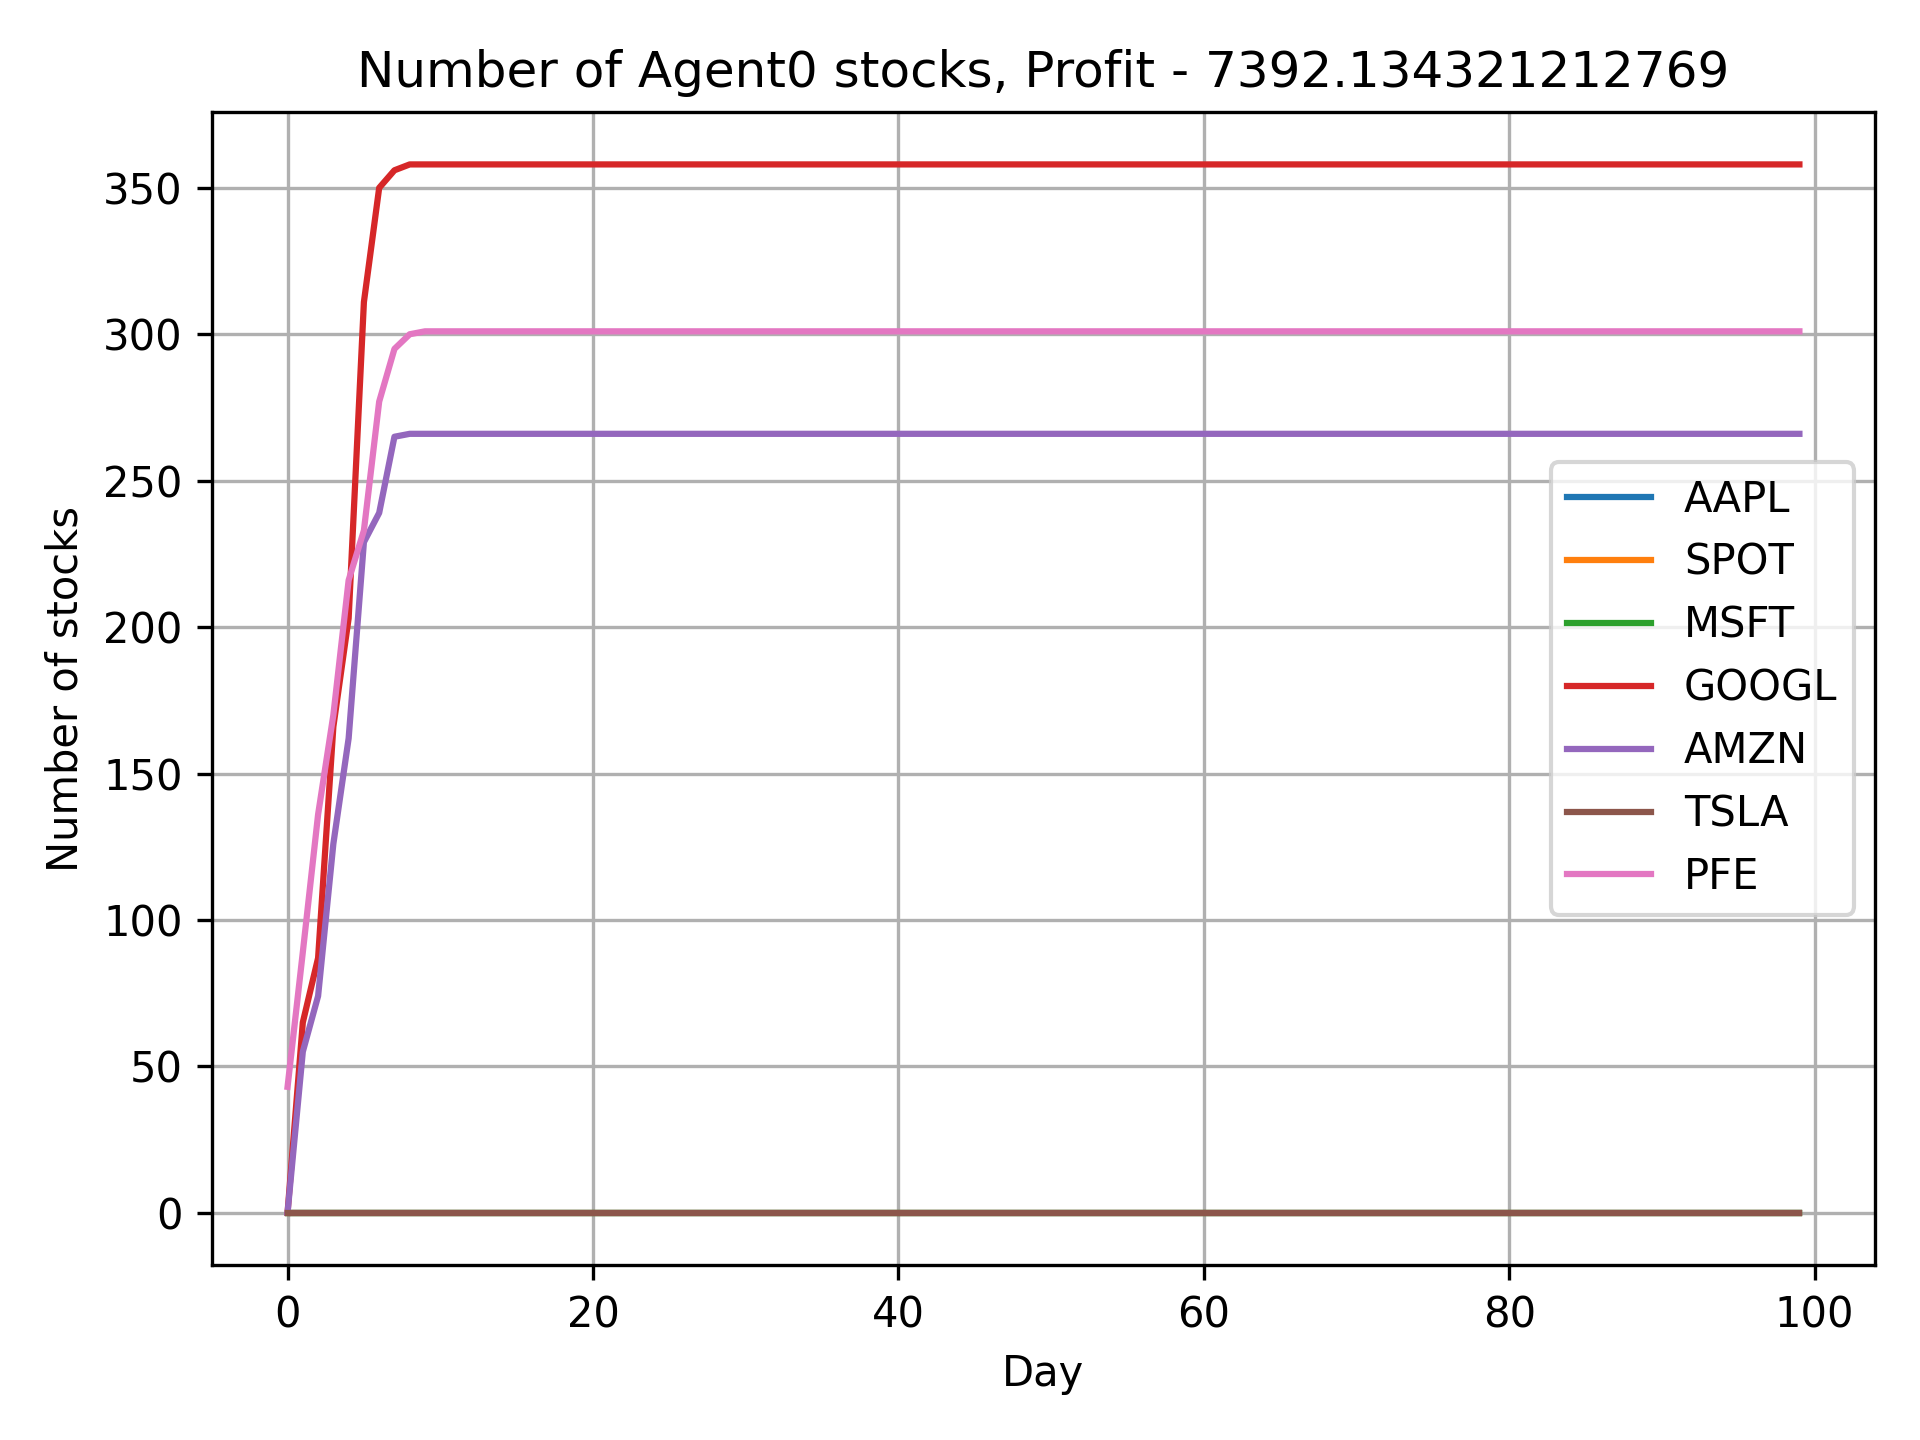 Number of Agent0 stocks, Profit - 7392.134321212769
350
300
250
200
150
100
50
0
Number of stocks
AAPL
SPOT
MSFT
GOOGL
AMZN
TSLA
PFE
0 20 40 60 80 100
Day